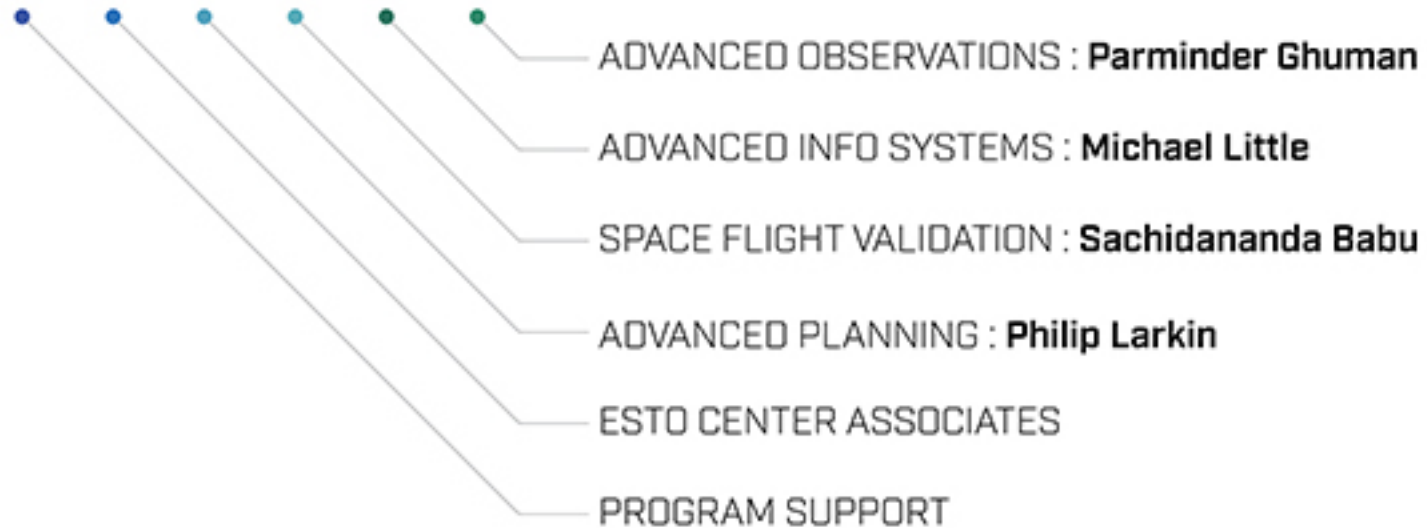 ADVANCED OBSERVATIONS : Parminder Ghuman
ADVANCED INFO SYSTEMS : Michael Little
SPACE FLIGHT VALIDATION : Sachidananda Babu
ADVANCED PLANNING : Philip Larkin
ESTO CENTER ASSOCIATES
PROGRAM SUPPORT